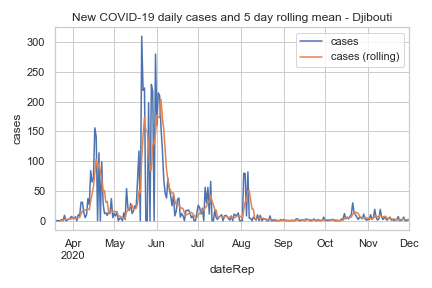 New COVID-19 daily cases and 5 day rolling mean - Djibouti
cases
cases (rolling)
300
250
200
150
100
50
0
cases
Apr May Jun Jul Aug Sep Oct Nov Dec
2020
dateRep